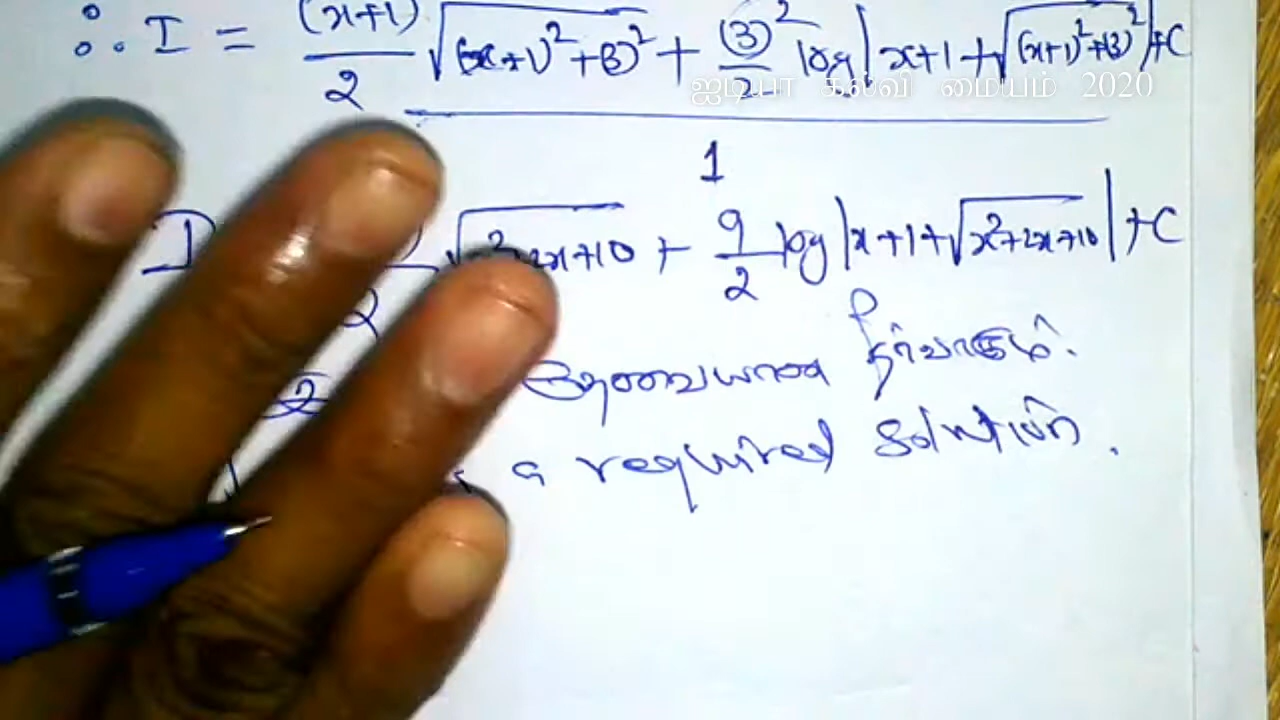 ∴ I = (x+1)/2 √((x+1)²+(3)²) + (3)²/2 log|x+1+√((x+1)²+(3)²)|+C
ஐடியா கல்வி மையம் 2020
1
I 2 √ 2x+10 + 9/2 log|x+1+√(x²+2x+10)|+C
தேவையான தீர்வாகும்.
a required solution.